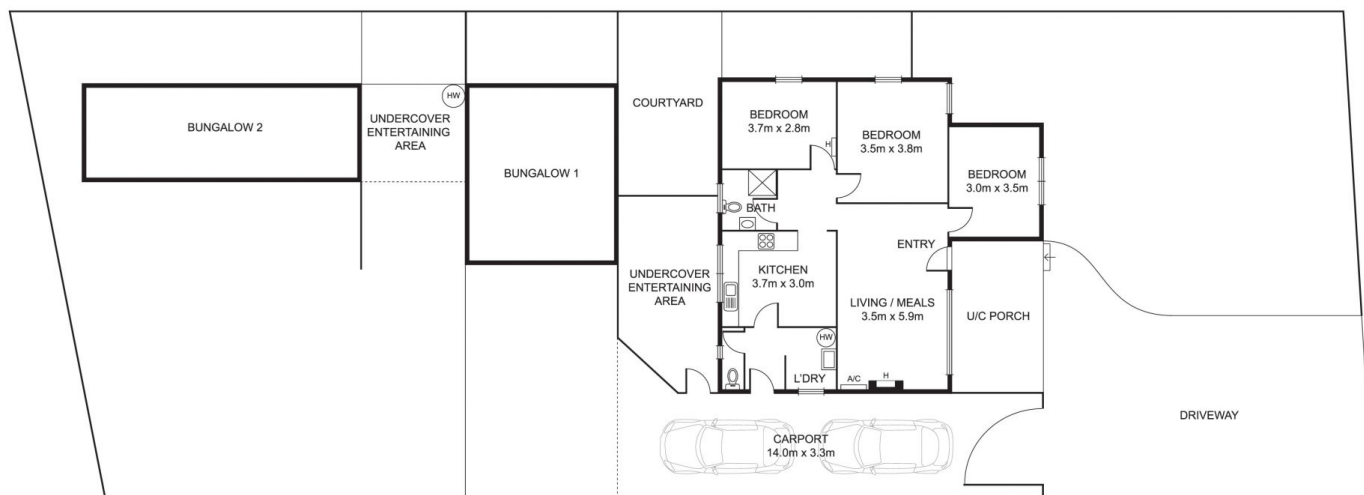 BUNGALOW 2
UNDERCOVER
ENTERTAINING
AREA
HW
BUNGALOW 1
COURTYARD
BEDROOM
3.7m x 2.8m
H
BEDROOM
3.5m x 3.8m
BEDROOM
3.0m x 3.5m
BATH
ENTRY
UNDERCOVER
ENTERTAINING
AREA
KITCHEN
3.7m x 3.0m
LIVING / MEALS
3.5m x 5.9m
U/C PORCH
HW
L'DRY
A/C
H
CARPORT
14.0m x 3.3m
DRIVEWAY